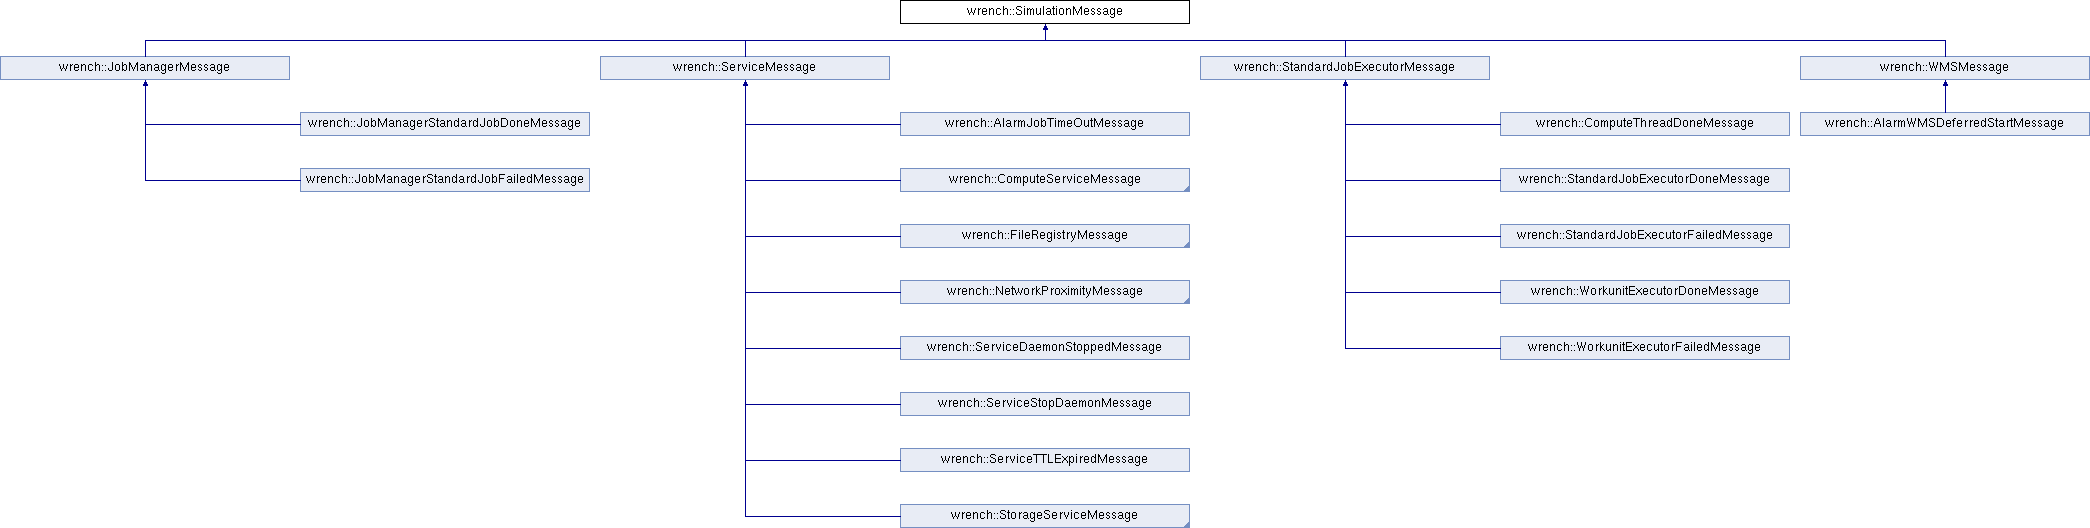 wrench::SimulationMessage
wrench::JobManagerMessage
wrench::ServiceMessage
wrench::StandardJobExecutorMessage
wrench::WMSMessage
wrench::JobManagerStandardJobDoneMessage
wrench::AlarmJobTimeOutMessage
wrench::ComputeThreadDoneMessage
wrench::AlarmWMSDeferredStartMessage
wrench::JobManagerStandardJobFailedMessage
wrench::ComputeServiceMessage
wrench::StandardJobExecutorDoneMessage
wrench::FileRegistryMessage
wrench::StandardJobExecutorFailedMessage
wrench::NetworkProximityMessage
wrench::WorkunitExecutorDoneMessage
wrench::ServiceDaemonStoppedMessage
wrench::WorkunitExecutorFailedMessage
wrench::ServiceStopDaemonMessage
wrench::ServiceTTLExpiredMessage
wrench::StorageServiceMessage